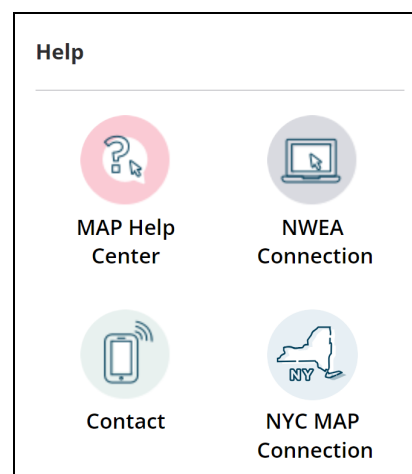 Help
MAP Help
Center
NWEA
Connection
Contact
NY
NYC MAP
Connection